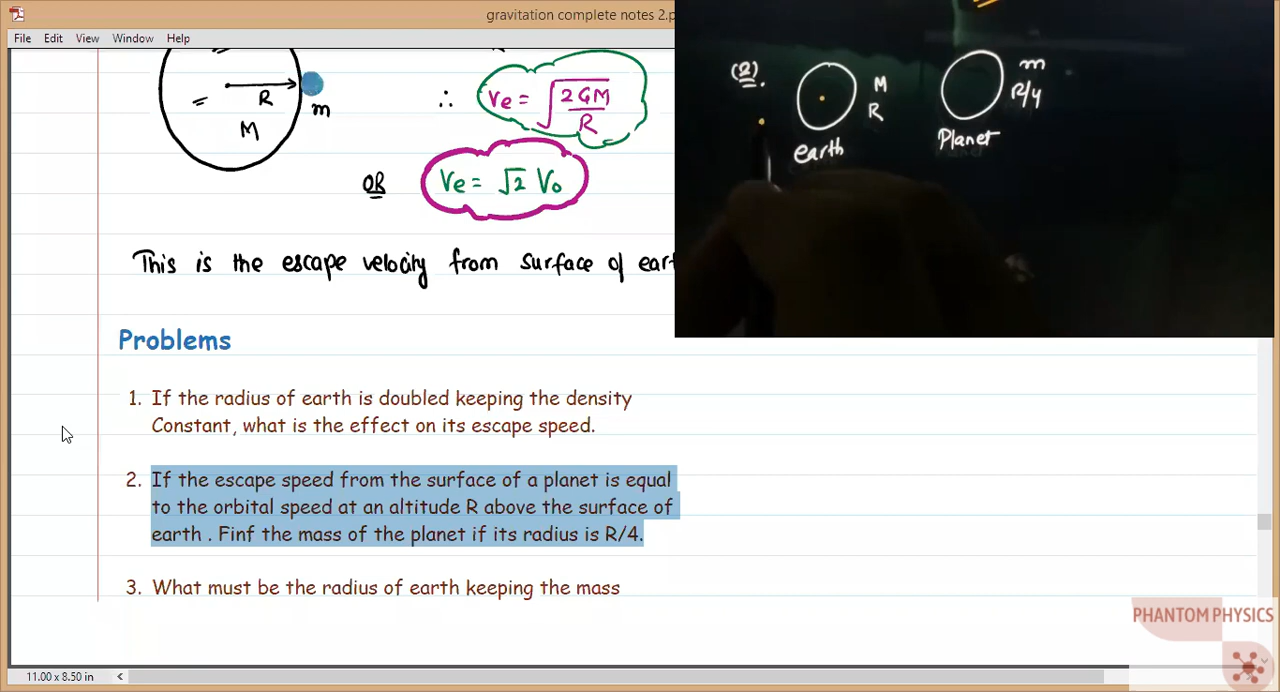 gravitation complete notes 2.p
File Edit View Window Help
R
M
m
∴ Ve = √2GM/R
OR Ve = √2 Vo
This is the escape velocity from surface of ear
(2).
M
R
earth
m
R/4
Planet
Problems
1. If the radius of earth is doubled keeping the density
Constant, what is the effect on its escape speed.
2. If the escape speed from the surface of a planet is equal
to the orbital speed at an altitude R above the surface of
earth . Finf the mass of the planet if its radius is R/4.
3. What must be the radius of earth keeping the mass
PHANTOM PHYSICS
11.00 x 8.50 in